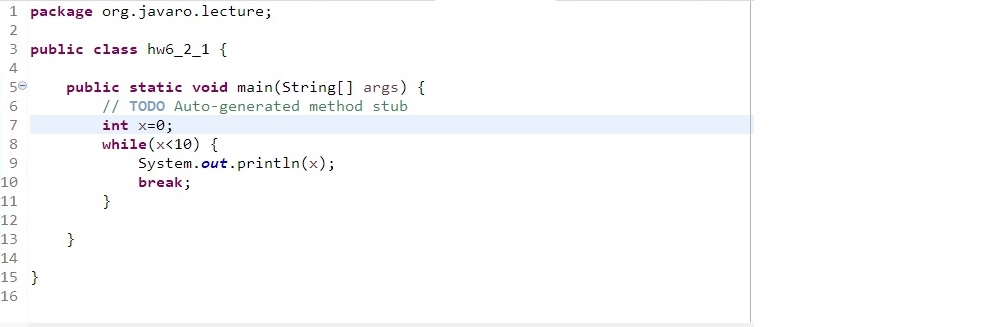 1 package org.javaro.lecture;
2
3 public class hw6_2_1 {
4
5 public static void main(String[] args) {
6 // TODO Auto-generated method stub
7 int x=0;
8 while(x<10) {
9 System.out.println(x);
10 break;
11 }
12
13 }
14
15 }
16